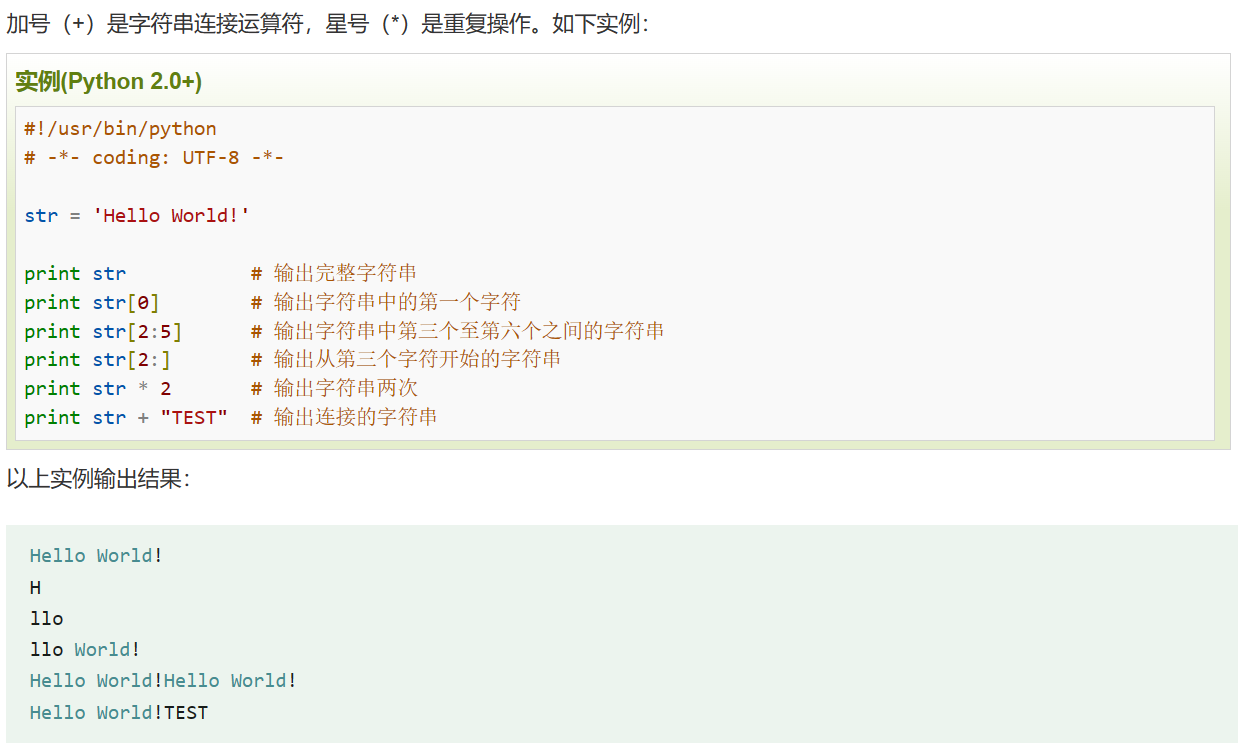 加号（+）是字符串连接运算符，星号（*）是重复操作。如下实例：
实例(Python 2.0+)
#!/usr/bin/python
# -*- coding: UTF-8 -*-
str = 'Hello World!'
print str           # 输出完整字符串
print str[0]        # 输出字符串中的第一个字符
print str[2:5]      # 输出字符串中第三个至第六个之间的字符串
print str[2:]       # 输出从第三个字符开始的字符串
print str * 2       # 输出字符串两次
print str + "TEST"  # 输出连接的字符串
以上实例输出结果：
Hello World!
H
llo
llo World!
Hello World!Hello World!
Hello World!TEST